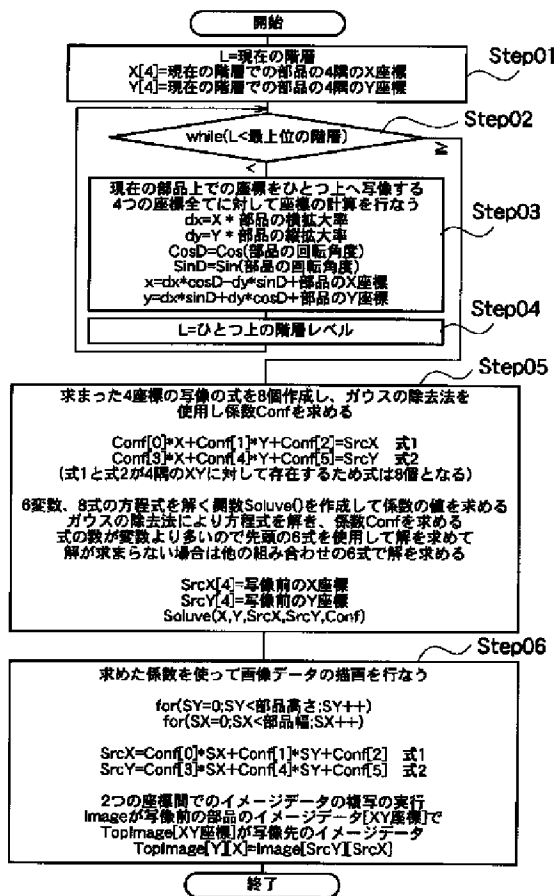 開始
L=現在の階層
X[4]=現在の階層での部品の4隅のX座標
Y[4]=現在の階層での部品の4隅のY座標
Step01
while(L<最上位の階層)
Step02
≧
<
現在の部品上での座標をひとつ上へ写像する
4つの座標全てに対して座標の計算を行なう
dx=X * 部品の横拡大率
dy=Y * 部品の縦拡大率
CosD=Cos(部品の回転角度)
SinD=Sin(部品の回転角度)
x=dx*cosD-dy*sinD+部品のX座標
y=dx*sinD+dy*cosD+部品のY座標
Step03
L=ひとつ上の階層レベル
Step04
Step05
求まった4座標の写像の式を8個作成し、ガウスの除去法を
使用し係数Confを求める
Conf[0]*X+Conf[1]*Y+Conf[2]=SrcX 式1
Conf[3]*X+Conf[4]*Y+Conf[5]=SrcY 式2
(式1と式2が4隅のXYに対して存在するため式は8個となる)
6変数、8式の方程式を解く関数Soluve()を作成して係数の値を求める
ガウスの除去法により方程式を解き、係数Confを求める
式の数が変数より多いので先頭の6式を使用して解を求めて
解が求まらない場合は他の組み合わせの6式で解を求める
SrcX[4]=写像前のX座標
SrcY[4]=写像前のY座標
Soluve(X,Y,SrcX,SrcY,Conf)
Step06
求めた係数を使って画像データの描画を行なう
for(SY=0;SY<部品高さ;SY++)
for(SX=0;SX<部品幅;SX++)
SrcX=Conf[0]*SX+Conf[1]*SY+Conf[2] 式1
SrcY=Conf[3]*SX+Conf[4]*SY+Conf[5] 式2
2つの座標間でのイメージデータの複写の実行
Imageが写像前の部品のイメージデータ[XY座標]で
TopImage[XY座標]が写像先のイメージデータ
TopImage[Y][X]=Image[SrcY][SrcX]
終了